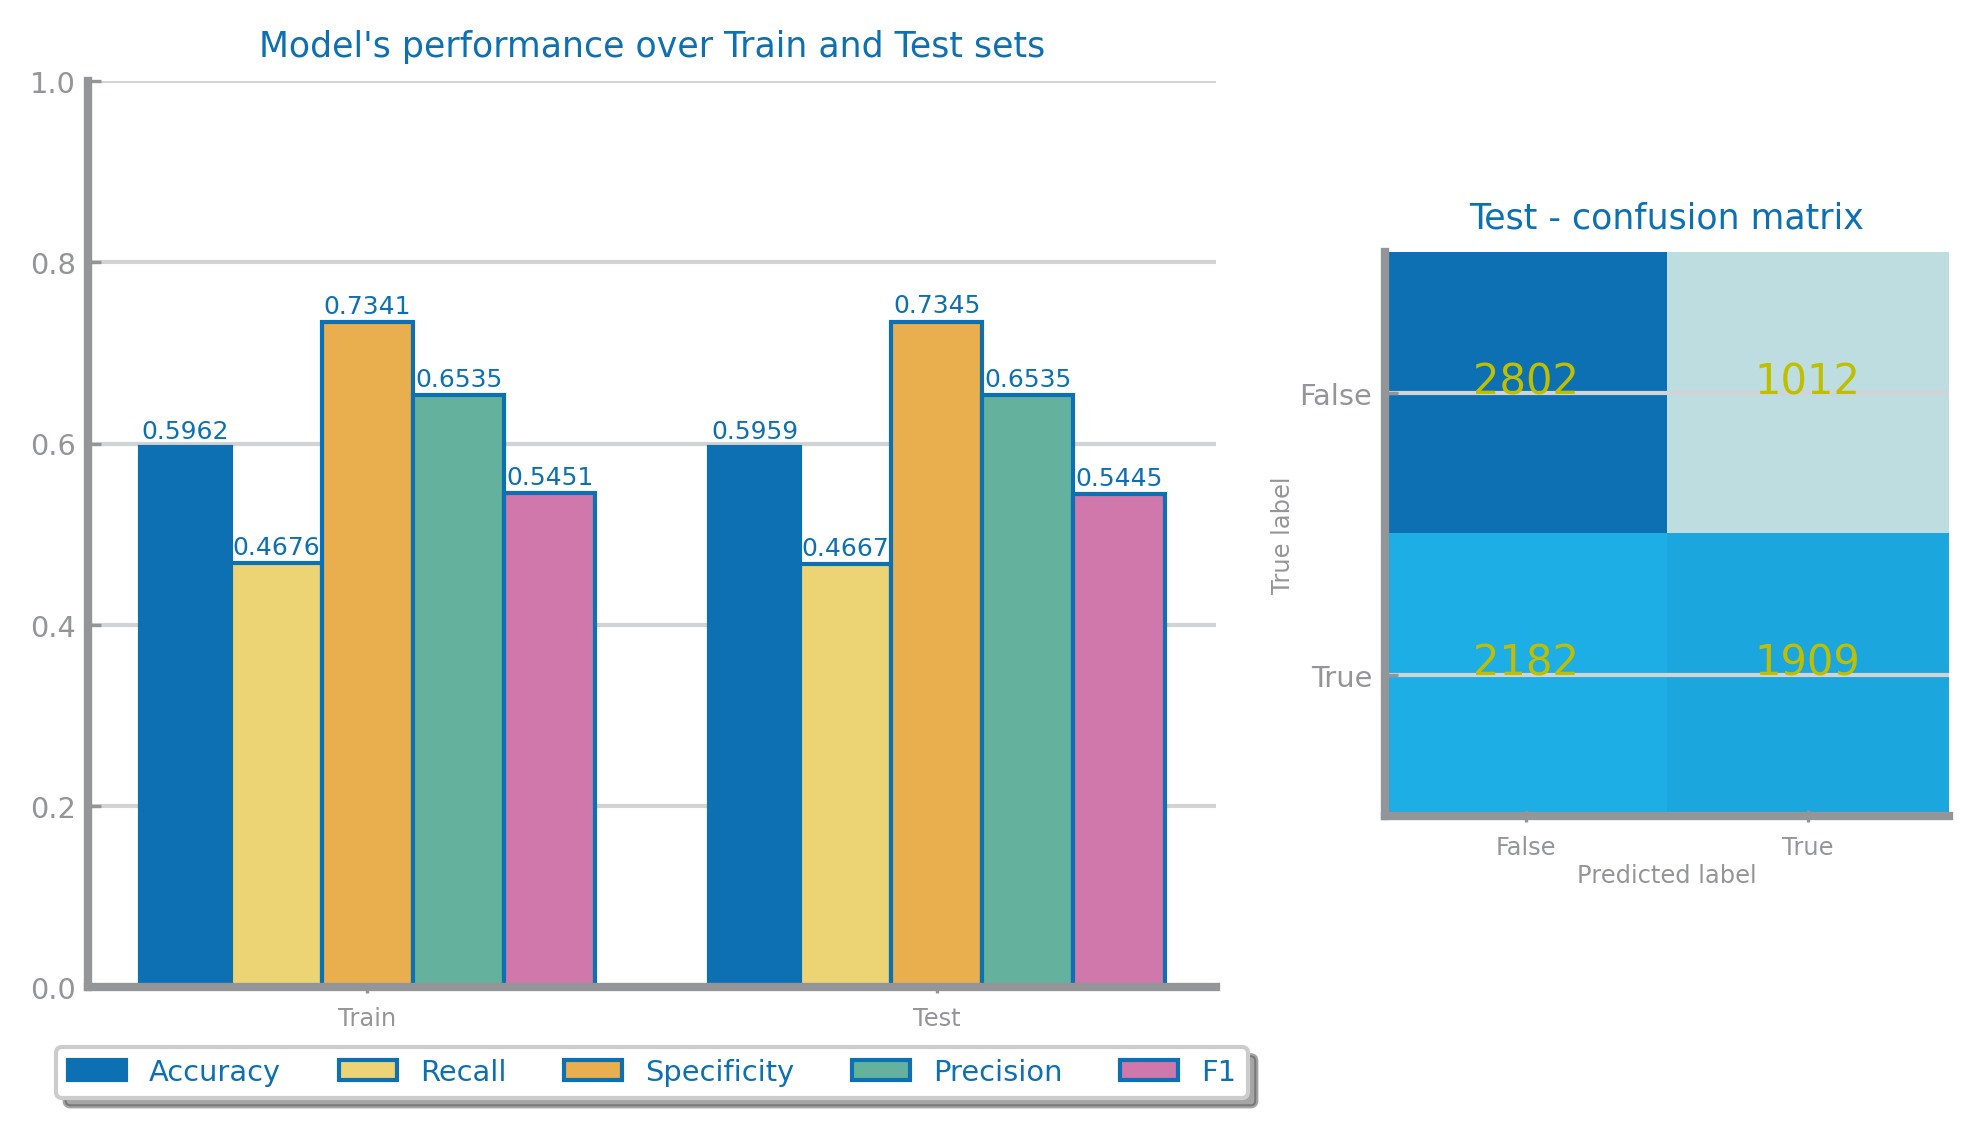 Model's performance over Train and Test sets
1.0
0.8
0.6
0.4
0.2
0.0
0.5962
0.4676
0.7341
0.6535
0.5451
0.5959
0.4667
0.7345
0.6535
0.5445
Train
Test
Accuracy
Recall
Specificity
Precision
F1
Test - confusion matrix
True label
False
True
2802
1012
2182
1909
False
True
Predicted label